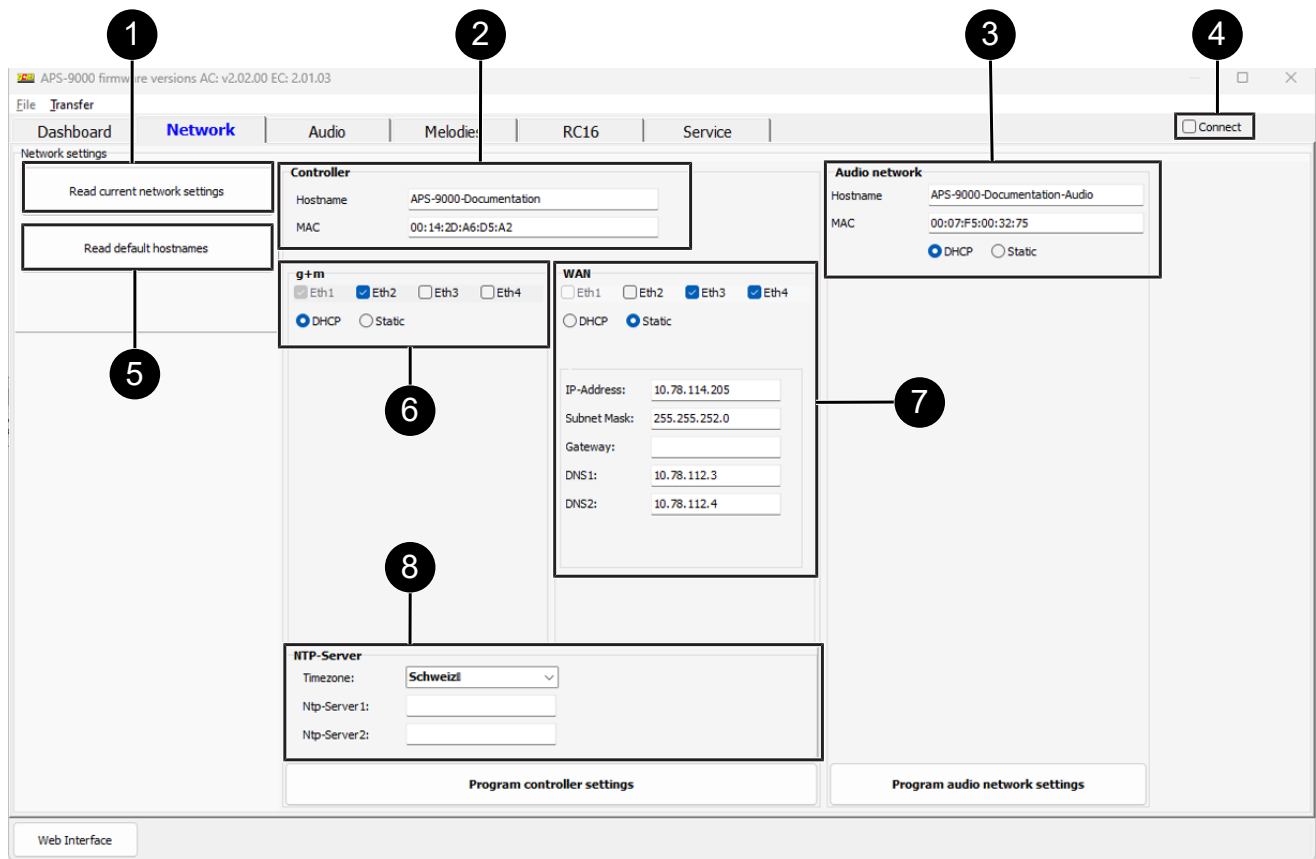 1 2 3 4
APS-9000 firmware versions AC: v2.02.00 EC: 2.01.03
File Transfer
Dashboard Network Audio Melodies RC16 Service Connect
Network settings
Read current network settings
Read default hostnames
5
Controller
Hostname APS-9000-Documentation
MAC 00:14:2D:A6:D5:A2
Audio network
Hostname APS-9000-Documentation-Audio
MAC 00:07:F5:00:32:75
DHCP Static
g+m
Eth1 Eth2 Eth3 Eth4
DHCP Static
6
WAN
Eth1 Eth2 Eth3 Eth4
DHCP Static
IP-Address: 10.78.114.205
Subnet Mask: 255.255.252.0
Gateway:
DNS1: 10.78.112.3
DNS2: 10.78.112.4
7
8
NTP-Server
Timezone: Schweiz
Ntp-Server1:
Ntp-Server2:
Program controller settings Program audio network settings
Web Interface